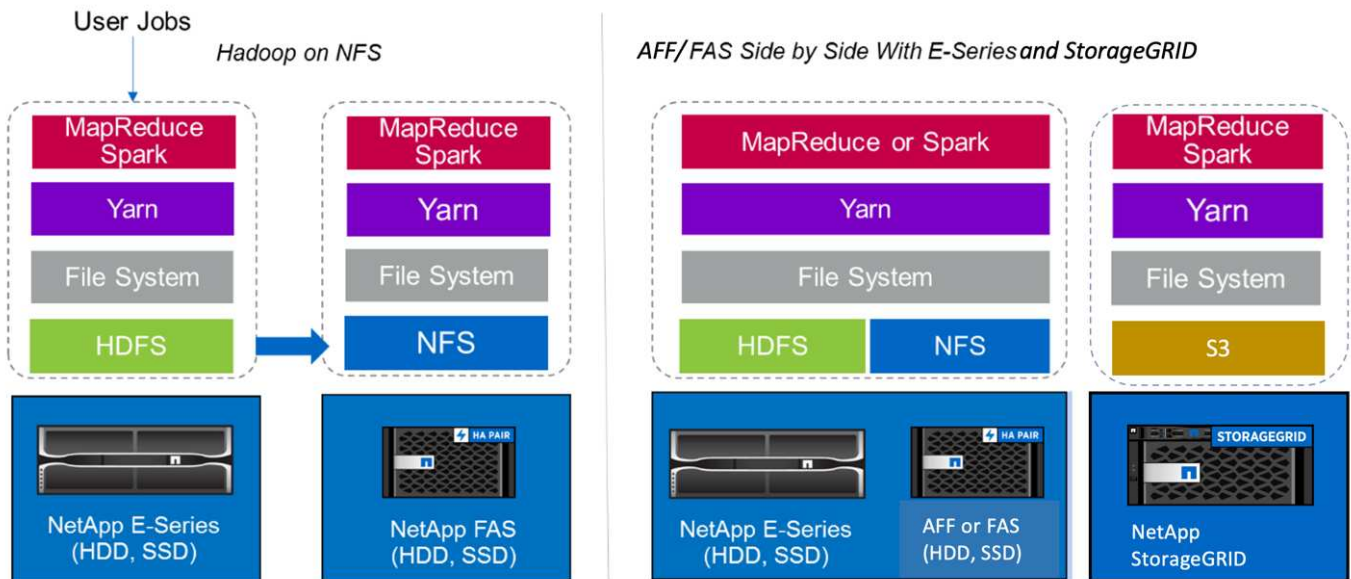 User Jobs
Hadoop on NFS
MapReduce
Spark
Yarn
File System
HDFS
NetApp E-Series
(HDD, SSD)
MapReduce
Spark
Yarn
File System
NFS
HA PAIR
NetApp FAS
(HDD, SSD)
AFF/FAS Side by Side With E-Series and StorageGRID
MapReduce or Spark
Yarn
File System
HDFS
NFS
NetApp E-Series
(HDD, SSD)
HA PAIR
AFF or FAS
(HDD, SSD)
MapReduce
Spark
Yarn
File System
S3
STORAGEGRID
NetApp
StorageGRID